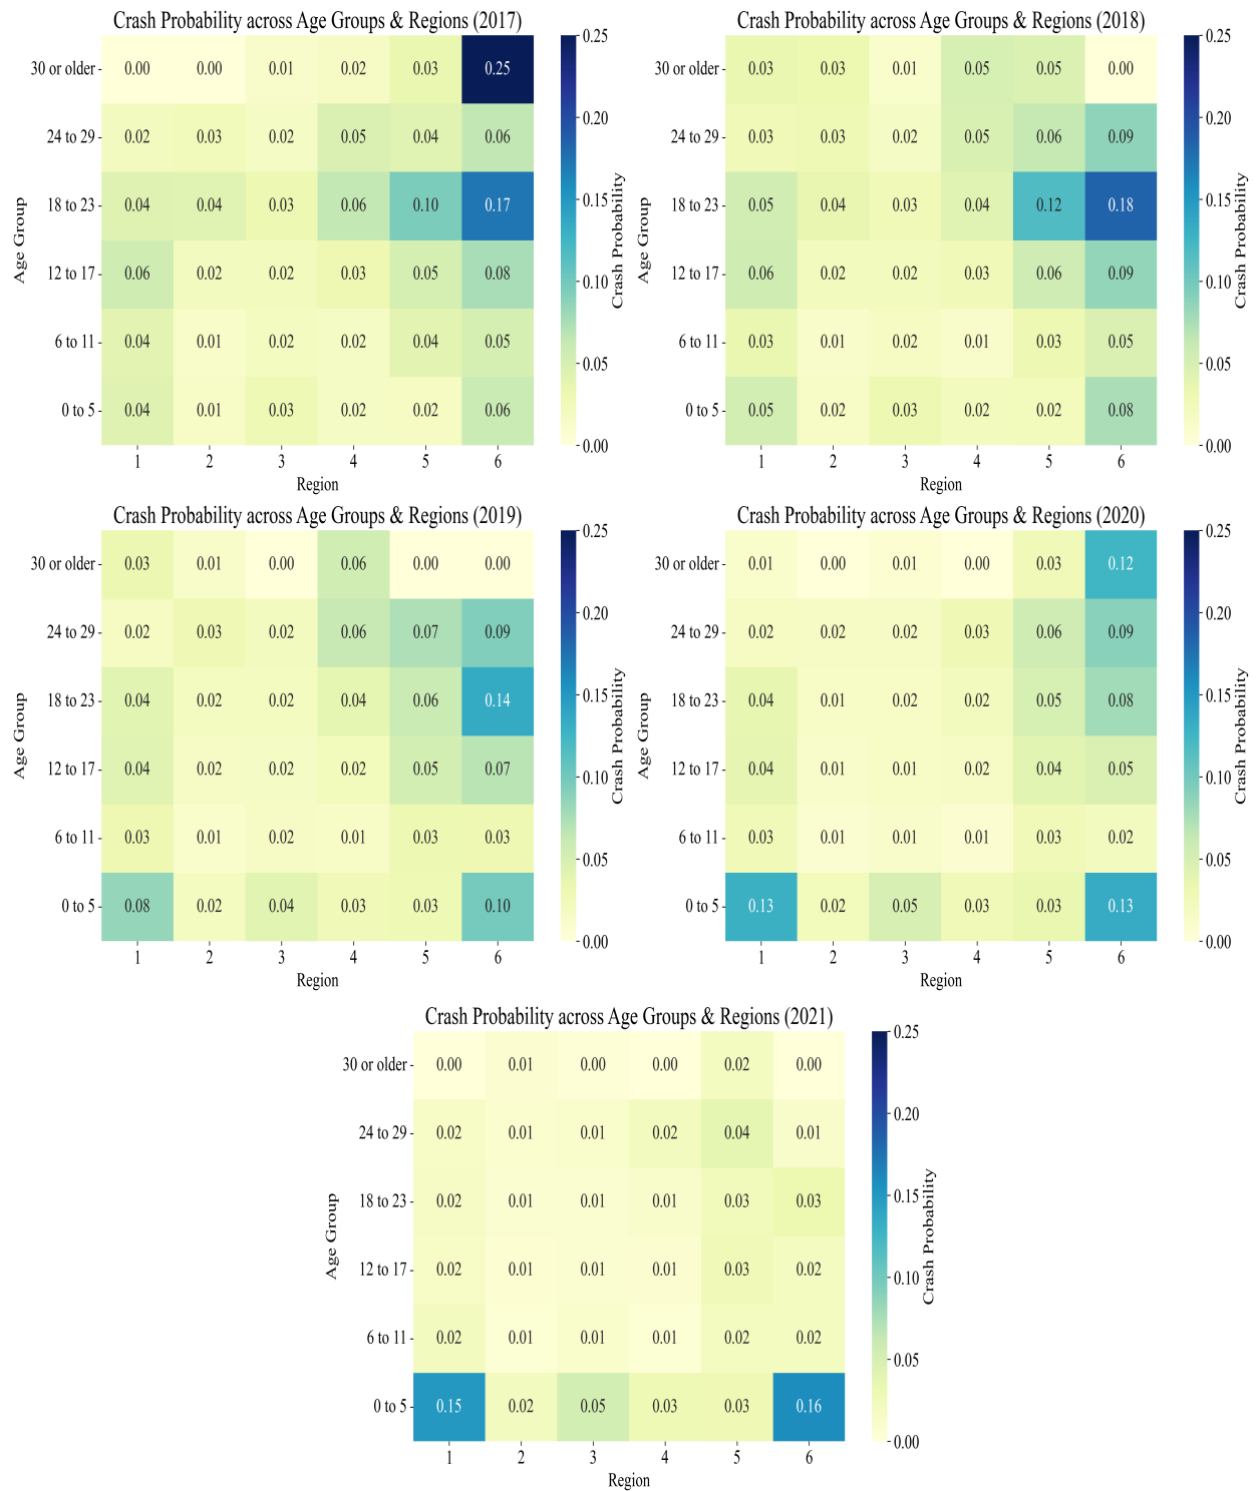 Crash Probability across Age Groups & Regions (2017)
30 or older 0.00 0.00 0.01 0.02 0.03 0.25
24 to 29 0.02 0.03 0.02 0.05 0.04 0.06
18 to 23 0.04 0.04 0.03 0.06 0.10 0.17
12 to 17 0.06 0.02 0.02 0.03 0.05 0.08
6 to 11 0.04 0.01 0.02 0.02 0.04 0.05
0 to 5 0.04 0.01 0.03 0.02 0.02 0.06
1 2 3 4 5 6
Region
Age Group
0.25
0.20
0.15
0.10
0.05
0.00
Crash Probability
Crash Probability across Age Groups & Regions (2018)
30 or older 0.03 0.03 0.01 0.05 0.05 0.00
24 to 29 0.03 0.03 0.02 0.05 0.06 0.09
18 to 23 0.05 0.04 0.03 0.04 0.12 0.18
12 to 17 0.06 0.02 0.02 0.03 0.06 0.09
6 to 11 0.03 0.01 0.02 0.01 0.03 0.05
0 to 5 0.05 0.02 0.03 0.02 0.02 0.08
1 2 3 4 5 6
Region
Age Group
0.25
0.20
0.15
0.10
0.05
0.00
Crash Probability
Crash Probability across Age Groups & Regions (2019)
30 or older 0.03 0.01 0.00 0.06 0.00 0.00
24 to 29 0.02 0.03 0.02 0.06 0.07 0.09
18 to 23 0.04 0.02 0.02 0.04 0.06 0.14
12 to 17 0.04 0.02 0.02 0.02 0.05 0.07
6 to 11 0.03 0.01 0.02 0.01 0.03 0.03
0 to 5 0.08 0.02 0.04 0.03 0.03 0.10
1 2 3 4 5 6
Region
Age Group
0.25
0.20
0.15
0.10
0.05
0.00
Crash Probability
Crash Probability across Age Groups & Regions (2020)
30 or older 0.01 0.00 0.01 0.00 0.03 0.12
24 to 29 0.02 0.02 0.02 0.03 0.06 0.09
18 to 23 0.04 0.01 0.02 0.02 0.05 0.08
12 to 17 0.04 0.01 0.01 0.02 0.04 0.05
6 to 11 0.03 0.01 0.01 0.01 0.03 0.02
0 to 5 0.13 0.02 0.05 0.03 0.03 0.13
1 2 3 4 5 6
Region
Age Group
0.25
0.20
0.15
0.10
0.05
0.00
Crash Probability
Crash Probability across Age Groups & Regions (2021)
30 or older 0.00 0.01 0.00 0.00 0.02 0.00
24 to 29 0.02 0.01 0.01 0.02 0.04 0.01
18 to 23 0.02 0.01 0.01 0.01 0.03 0.03
12 to 17 0.02 0.01 0.01 0.01 0.03 0.02
6 to 11 0.02 0.01 0.01 0.01 0.02 0.02
0 to 5 0.15 0.02 0.05 0.03 0.03 0.16
1 2 3 4 5 6
Region
Age Group
0.25
0.20
0.15
0.10
0.05
0.00
Crash Probability